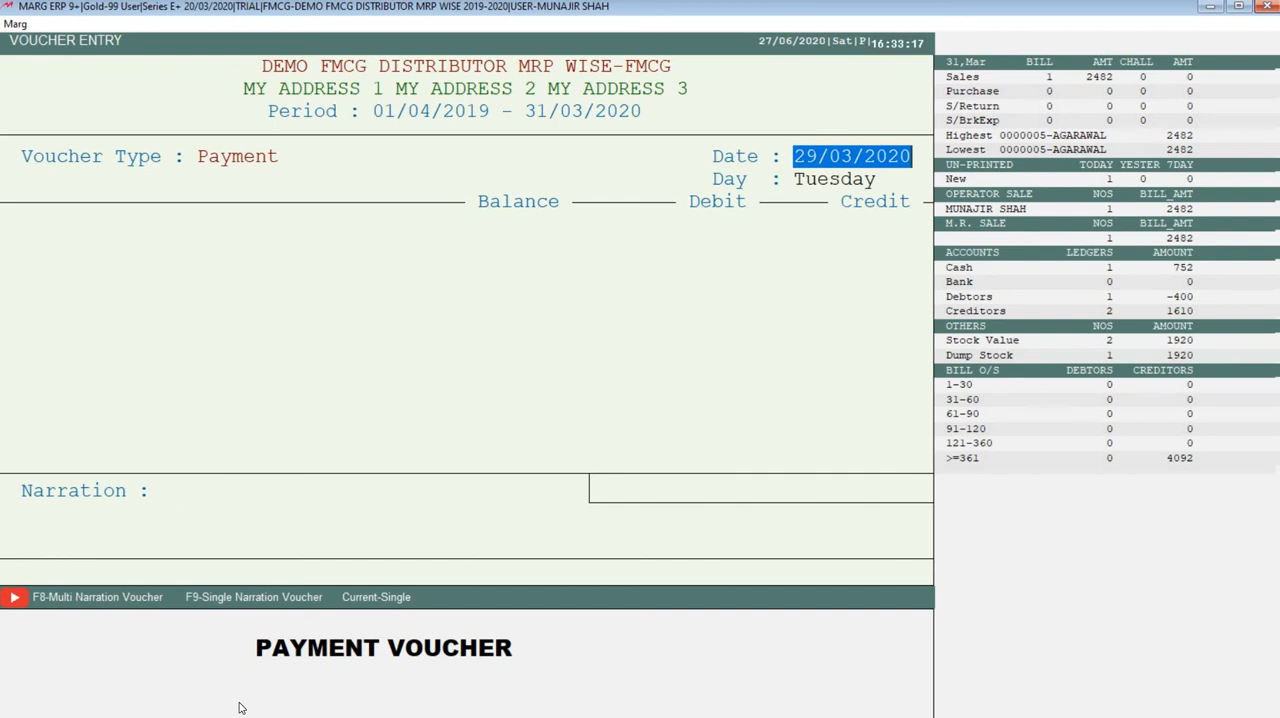 MARG ERP 9+|Gold-99 User|Series E+ 20/03/2020|TRIAL|FMCG-DEMO FMCG DISTRIBUTOR MRP WISE 2019-2020|USER-MUNAJIR SHAH
Marg
VOUCHER ENTRY 27/06/2020|Sat|P|16:33:17
DEMO FMCG DISTRIBUTOR MRP WISE-FMCG
MY ADDRESS 1 MY ADDRESS 2 MY ADDRESS 3
Period : 01/04/2019 - 31/03/2020
Voucher Type : Payment Date : 29/03/2020
Day : Tuesday
Balance Debit Credit
Narration :
F8-Multi Narration Voucher F9-Single Narration Voucher Current-Single
PAYMENT VOUCHER
31,Mar BILL AMT CHALL AMT
Sales 1 2482 0 0
Purchase 0 0 0 0
S/Return 0 0 0 0
S/BrkExp 0 0 0 0
Highest 0000005-AGARAWAL 2482
Lowest 0000005-AGARAWAL 2482
UN-PRINTED TODAY YESTER 7DAY
New 1 0 0
OPERATOR SALE NOS BILL_AMT
MUNAJIR SHAH 1 2482
M.R. SALE NOS BILL_AMT
1 2482
ACCOUNTS LEDGERS AMOUNT
Cash 1 752
Bank 0 0
Debtors 1 -400
Creditors 2 1610
OTHERS NOS AMOUNT
Stock Value 2 1920
Dump Stock 1 1920
BILL O/S DEBTORS CREDITORS
1-30 0 0
31-60 0 0
61-90 0 0
91-120 0 0
121-360 0 0
>=361 0 4092